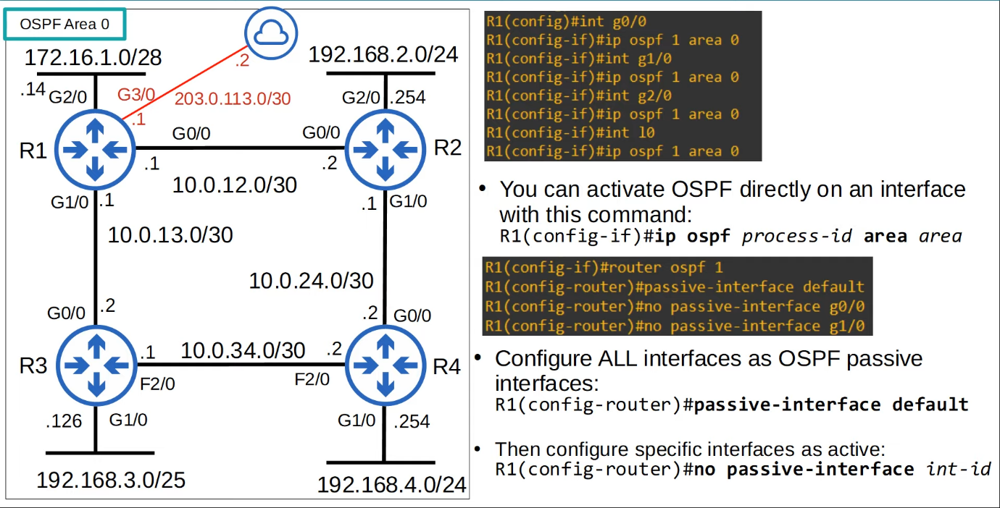 OSPF Area 0
172.16.1.0/28
192.168.2.0/24
.2
.14
G2/0
G3/0
203.0.113.0/30
G2/0
.254
.1
G0/0
G0/0
R1
R2
.1
.2
10.0.12.0/30
G1/0
.1
.1
G1/0
10.0.13.0/30
10.0.24.0/30
.2
G0/0
.2
G0/0
R3
.1
10.0.34.0/30
.2
R4
F2/0
F2/0
.126
G1/0
G1/0
.254
192.168.3.0/25
192.168.4.0/24
R1(config)#int g0/0
R1(config-if)#ip ospf 1 area 0
R1(config-if)#int g1/0
R1(config-if)#ip ospf 1 area 0
R1(config-if)#int g2/0
R1(config-if)#ip ospf 1 area 0
R1(config-if)#int l0
R1(config-if)#ip ospf 1 area 0
• You can activate OSPF directly on an interface
with this command:
R1(config-if)#ip ospf process-id area area
R1(config-if)#router ospf 1
R1(config-router)#passive-interface default
R1(config-router)#no passive-interface g0/0
R1(config-router)#no passive-interface g1/0
• Configure ALL interfaces as OSPF passive
interfaces:
R1(config-router)#passive-interface default
• Then configure specific interfaces as active:
R1(config-router)#no passive-interface int-id